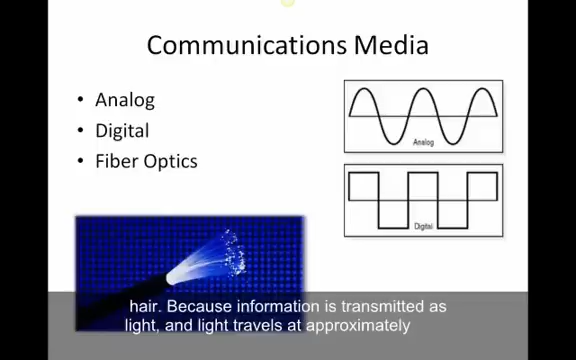 Communications Media
• Analog
• Digital
• Fiber Optics
Analog
Digital
hair. Because information is transmitted as
light, and light travels at approximately